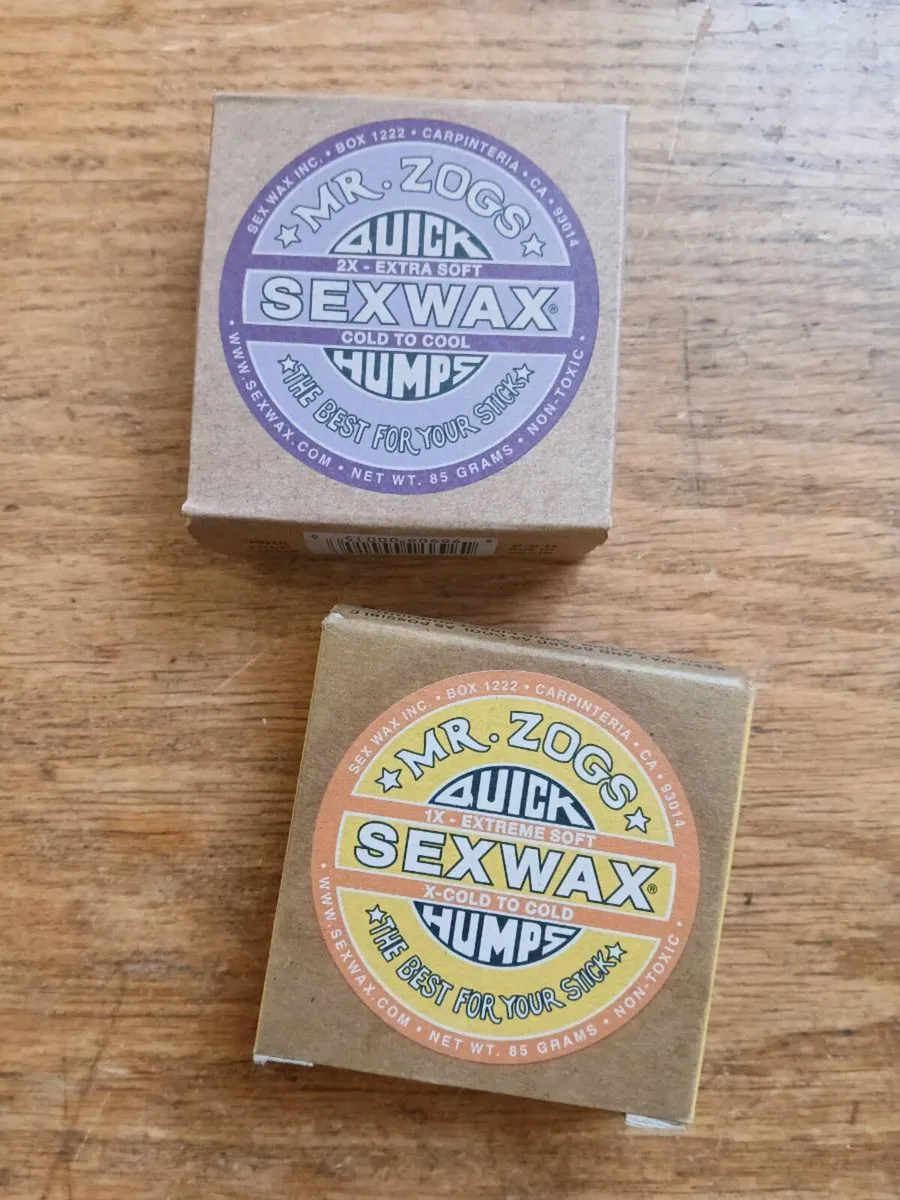 SEX WAX INC. • BOX 1222 • CARPINTERIA • CA • 93014
MR. ZOGS
QUICK
2X - EXTRA SOFT
SEXWAX®
COLD TO COOL
HUMPS
THE BEST FOR YOUR STICK
• WWW.SEXWAX.COM • NET WT. 85 GRAMS • NON-TOXIC •
SEX WAX INC. • BOX 1222 • CARPINTERIA • CA • 93014
MR. ZOGS
QUICK
1X - EXTREME SOFT
SEXWAX®
X-COLD TO COLD
HUMPS
THE BEST FOR YOUR STICK
• WWW.SEXWAX.COM • NET WT. 85 GRAMS • NON-TOXIC •